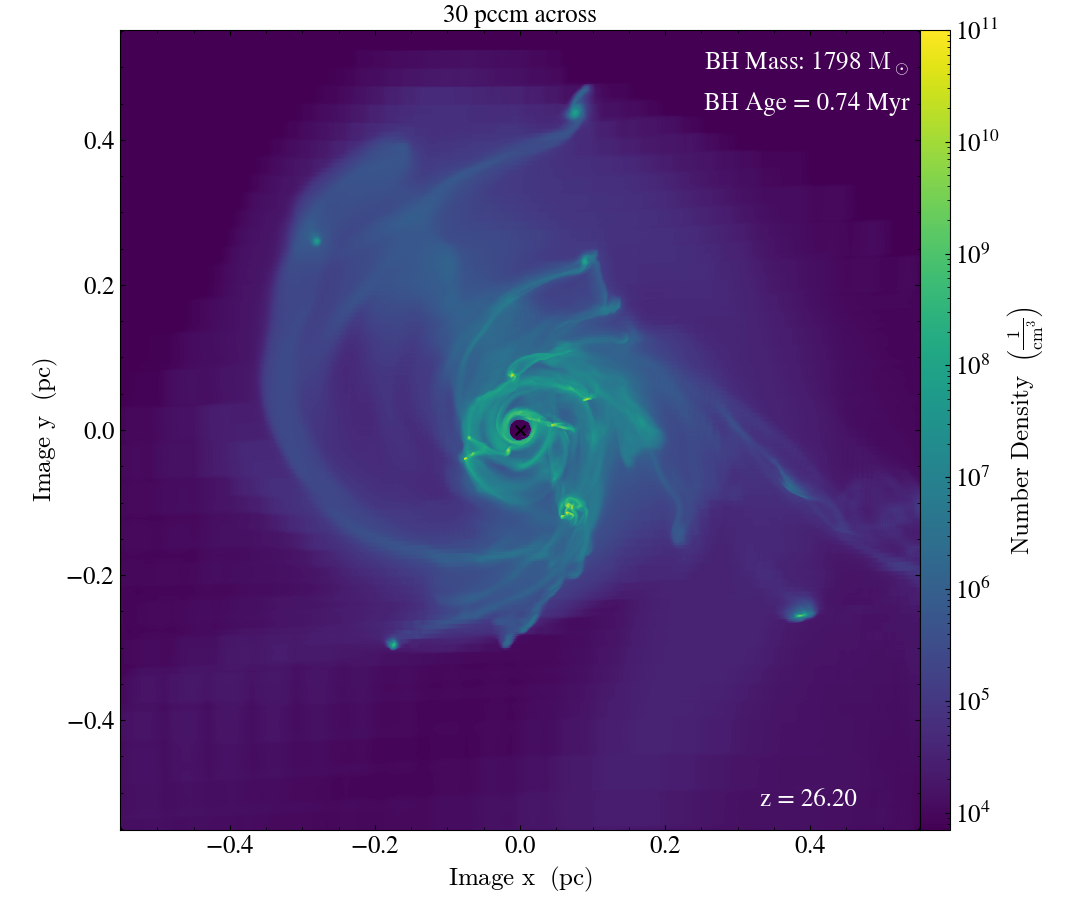 30 pccm across
BH Mass: 1798 M⊙
BH Age = 0.74 Myr
z = 26.20
0.4
0.2
0.0
−0.2
−0.4
Image y (pc)
−0.4
−0.2
0.0
0.2
0.4
Image x (pc)
10¹¹
10¹⁰
10⁹
10⁸
10⁷
10⁶
10⁵
10⁴
Number Density (1/cm³)